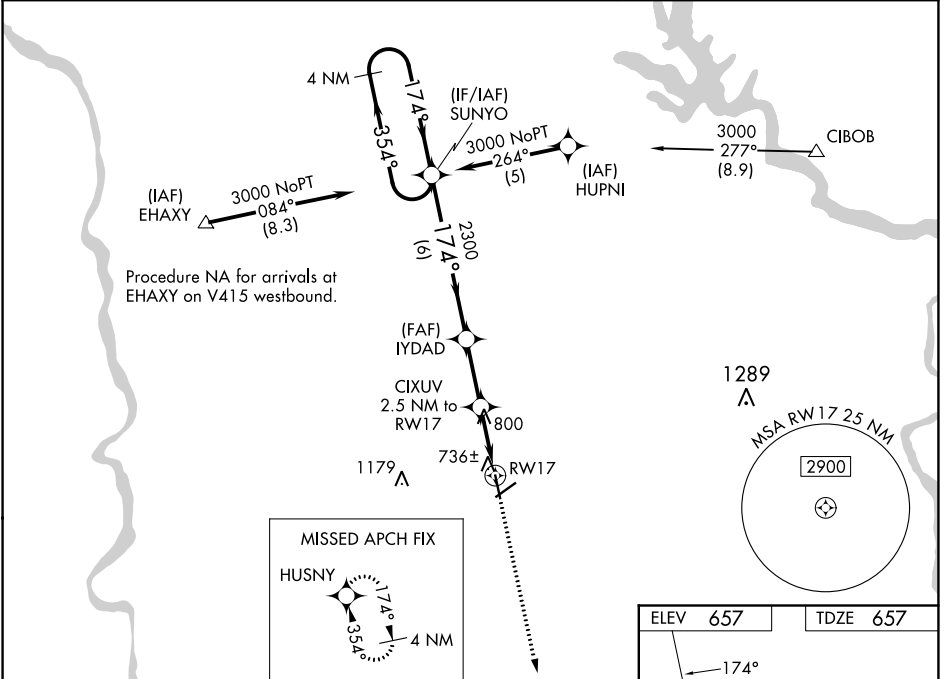 4 NM
174°
354°
(IF/IAF)
SUNYO
3000 NoPT
264°
(5)
(IAF)
HUPNI
3000
277°
(8.9)
CIBOB
(IAF)
EHAXY
3000 NoPT
084°
(8.3)
Procedure NA for arrivals at
EHAXY on V415 westbound.
2300
174°
(6)
(FAF)
IYDAD
CIXUV
2.5 NM to
RW17
800
736±
RW17
1179
1289
MSA RW17 25 NM
2900
MISSED APCH FIX
HUSNY
174°
354°
4 NM
ELEV 657
TDZE 657
174°